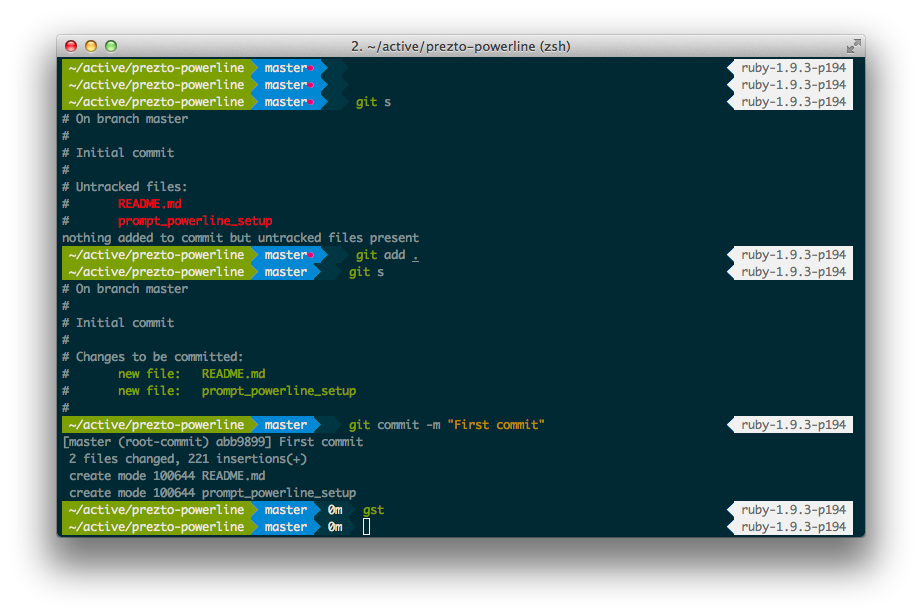 2. ~/active/prezto-powerline (zsh)
~/active/prezto-powerline master● ruby-1.9.3-p194
~/active/prezto-powerline master● ruby-1.9.3-p194
~/active/prezto-powerline master● git s ruby-1.9.3-p194
# On branch master
#
# Initial commit
#
# Untracked files:
# README.md
# prompt_powerline_setup
nothing added to commit but untracked files present
~/active/prezto-powerline master● git add . ruby-1.9.3-p194
~/active/prezto-powerline master git s ruby-1.9.3-p194
# On branch master
#
# Initial commit
#
# Changes to be committed:
# new file: README.md
# new file: prompt_powerline_setup
#
~/active/prezto-powerline master git commit -m "First commit" ruby-1.9.3-p194
[master (root-commit) abb9899] First commit
2 files changed, 221 insertions(+)
create mode 100644 README.md
create mode 100644 prompt_powerline_setup
~/active/prezto-powerline master 0m gst ruby-1.9.3-p194
~/active/prezto-powerline master 0m ruby-1.9.3-p194